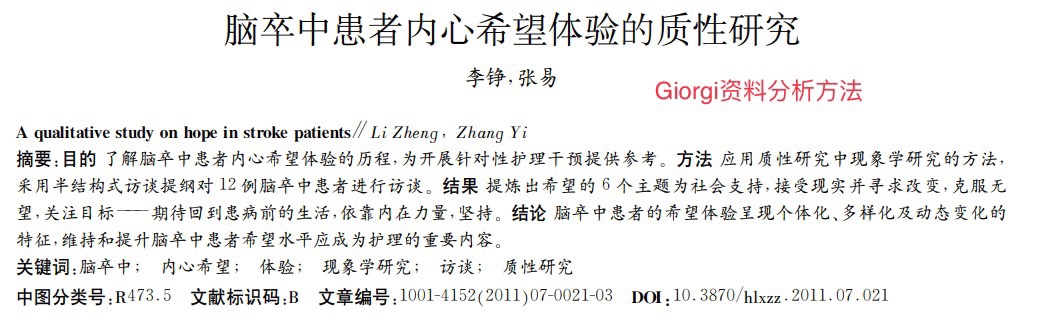 脑卒中患者内心希望体验的质性研究
李铮,张易
Giorgi资料分析方法
A qualitative study on hope in stroke patients∥Li Zheng, Zhang Yi
摘要:目的 了解脑卒中患者内心希望体验的历程,为开展针对性护理干预提供参考。方法 应用质性研究中现象学研究的方法,
采用半结构式访谈提纲对 12 例脑卒中患者进行访谈。结果 提炼出希望的 6 个主题为社会支持,接受现实并寻求改变,克服无
望,关注目标——期待回到患病前的生活,依靠内在力量,坚持。结论 脑卒中患者的希望体验呈现个体化、多样化及动态变化的
特征,维持和提升脑卒中患者希望水平应成为护理的重要内容。
关键词:脑卒中; 内心希望; 体验; 现象学研究; 访谈; 质性研究
中图分类号:R473.5 文献标识码:B 文章编号:1001-4152(2011)07-0021-03 DOI:10.3870/hlxzz.2011.07.021